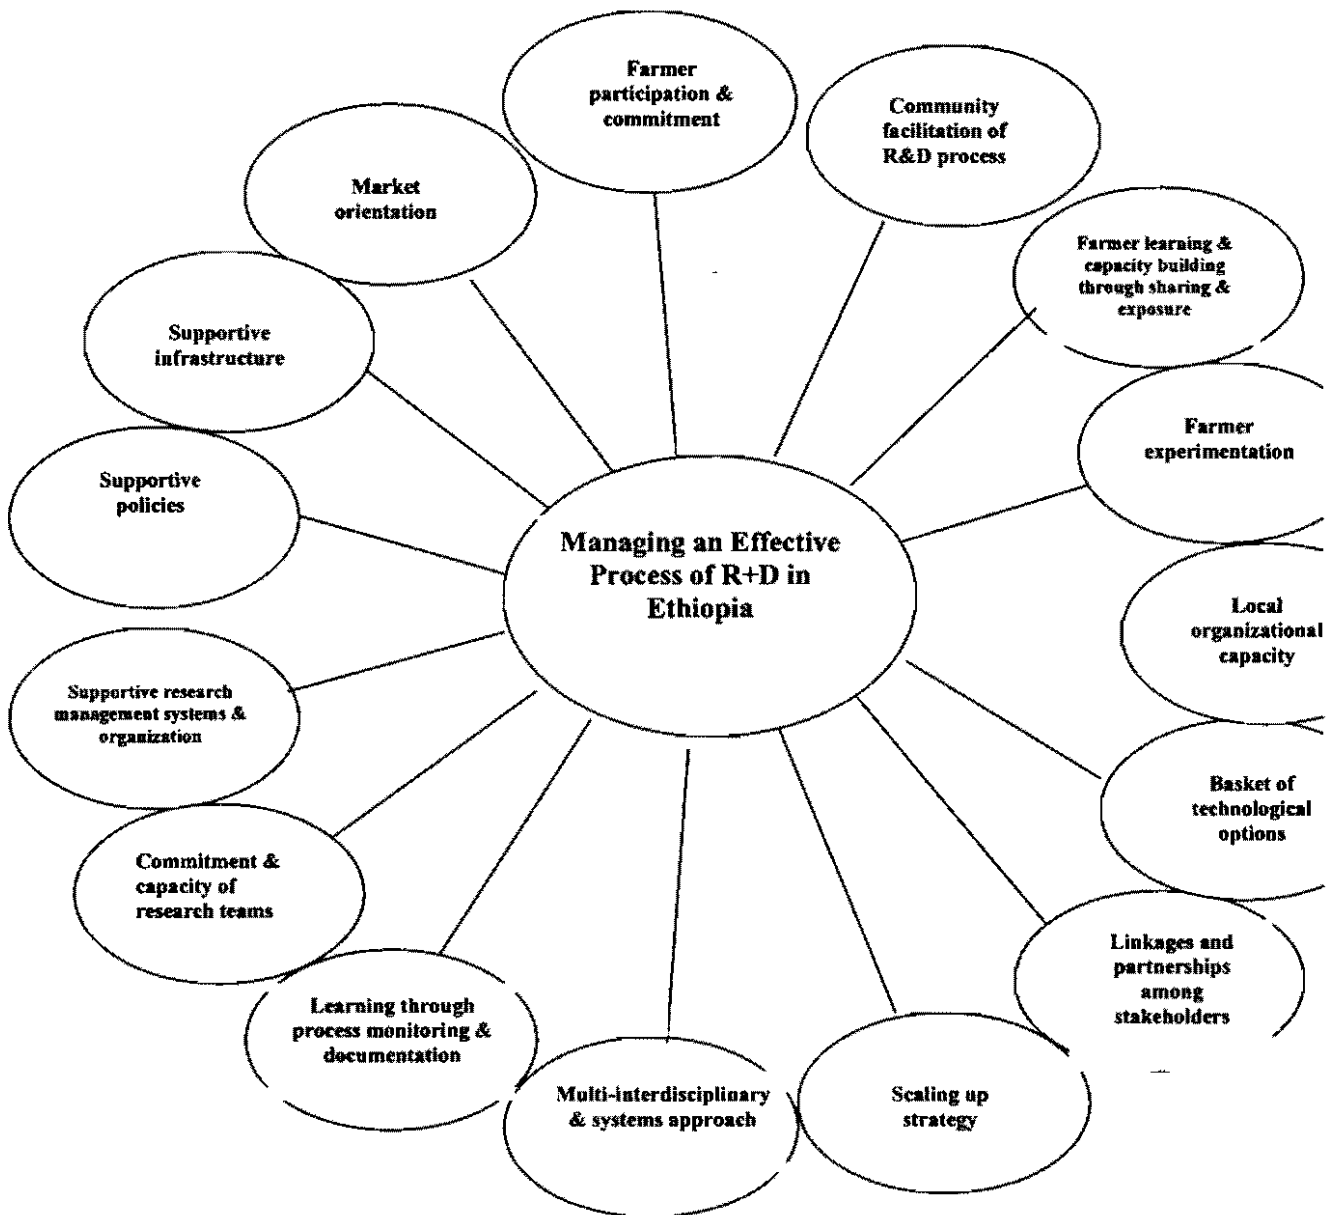 Farmer
participation &
commitment
Community
facilitation of
R&D process
Farmer learning &
capacity building
through sharing &
exposure
Farmer
experimentation
Local
organizational
capacity
Basket of
technological
options
Linkages and
partnerships
among
stakeholders
Scaling up
strategy
Multi-interdisciplinary
& systems approach
Learning through
process monitoring &
documentation
Commitment &
capacity of
research teams
Supportive research
management systems &
organization
Supportive
policies
Supportive
infrastructure
Market
orientation
Managing an Effective
Process of R+D in
Ethiopia